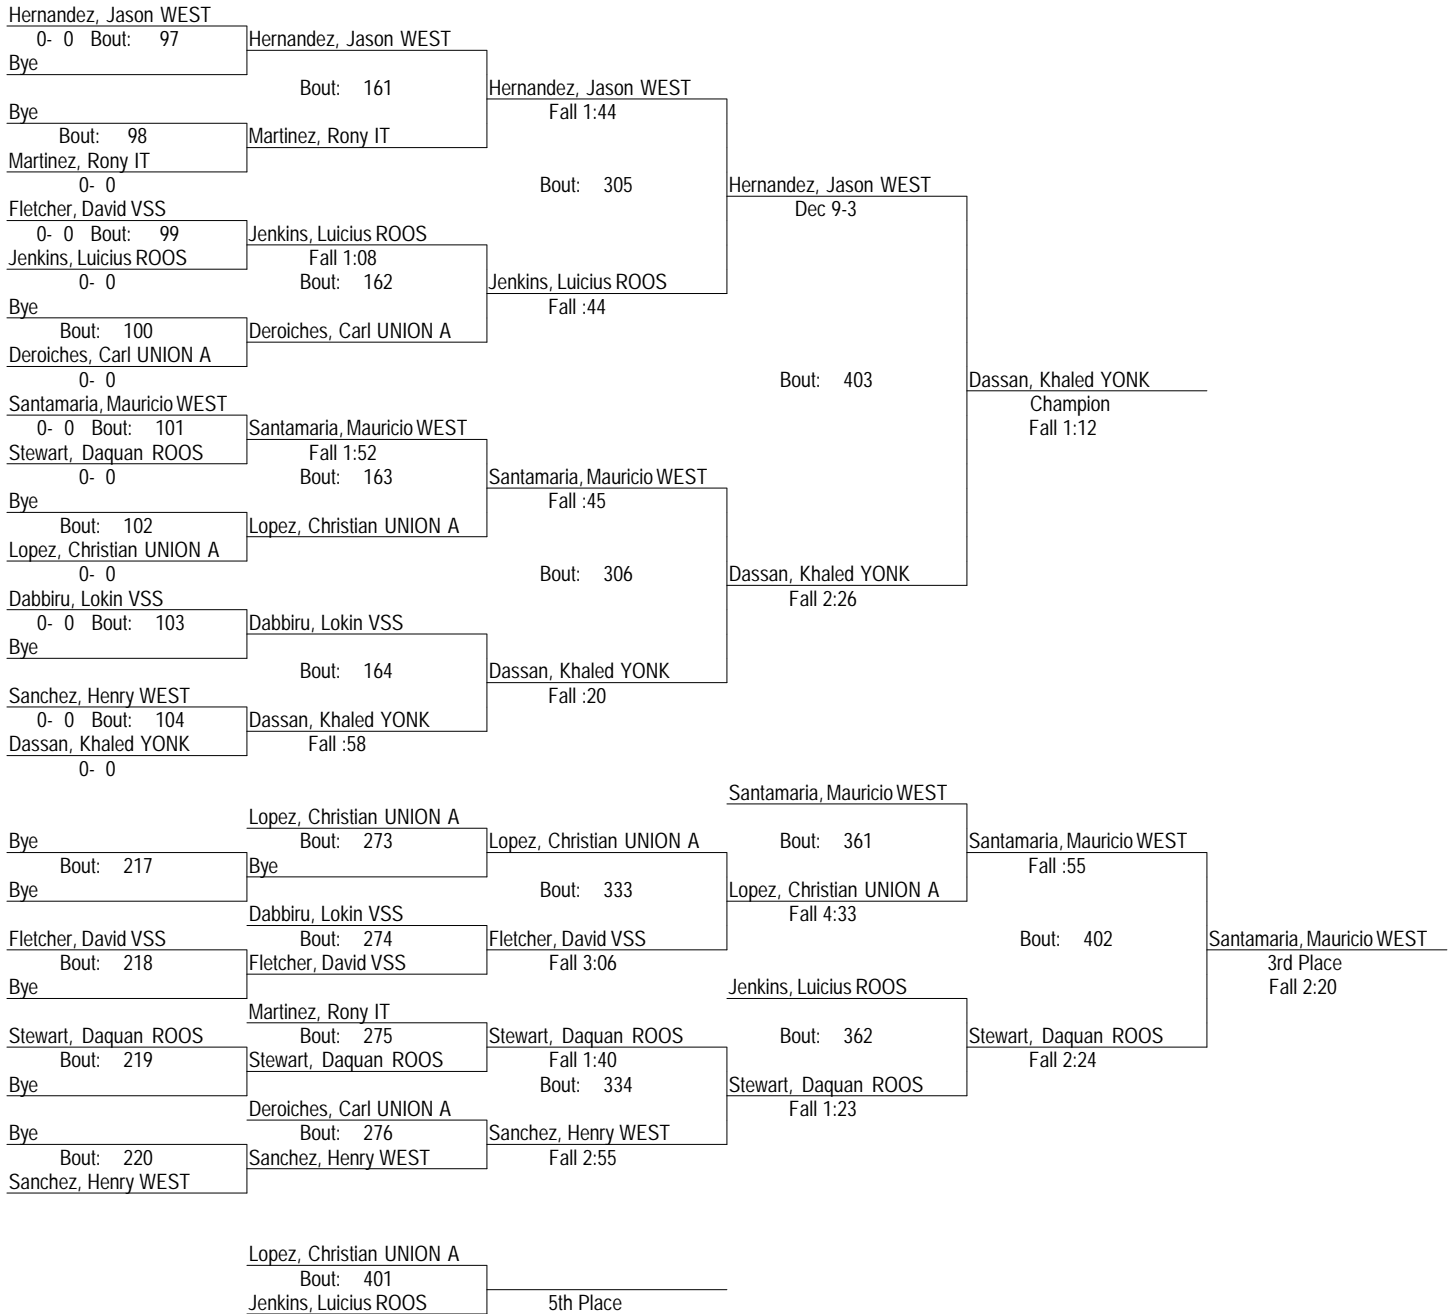 Hernandez, Jason WEST
0- 0 Bout: 97 Hernandez, Jason WEST
Bye
Bout: 161 Hernandez, Jason WEST
Bye Fall 1:44
Bout: 98 Martinez, Rony IT
Martinez, Rony IT
0- 0 Bout: 305 Hernandez, Jason WEST
Fletcher, David VSS Dec 9-3
0- 0 Bout: 99 Jenkins, Luicius ROOS
Jenkins, Luicius ROOS Fall 1:08
0- 0 Bout: 162 Jenkins, Luicius ROOS
Bye Fall :44
Bout: 100 Deroiches, Carl UNION A
Deroiches, Carl UNION A
0- 0 Bout: 403 Dassan, Khaled YONK
Santamaria, Mauricio WEST Champion
0- 0 Bout: 101 Santamaria, Mauricio WEST Fall 1:12
Stewart, Daquan ROOS Fall 1:52
0- 0 Bout: 163 Santamaria, Mauricio WEST
Bye Fall :45
Bout: 102 Lopez, Christian UNION A
Lopez, Christian UNION A
0- 0 Bout: 306 Dassan, Khaled YONK
Dabbiru, Lokin VSS Fall 2:26
0- 0 Bout: 103 Dabbiru, Lokin VSS
Bye
Bout: 164 Dassan, Khaled YONK
Sanchez, Henry WEST Fall :20
0- 0 Bout: 104 Dassan, Khaled YONK
Dassan, Khaled YONK Fall :58
0- 0
Santamaria, Mauricio WEST
Lopez, Christian UNION A
Bye Bout: 273 Lopez, Christian UNION A Bout: 361 Santamaria, Mauricio WEST
Bout: 217 Bye Fall :55
Bye Bout: 333 Lopez, Christian UNION A
Dabbiru, Lokin VSS Fall 4:33
Fletcher, David VSS Bout: 274 Fletcher, David VSS Bout: 402 Santamaria, Mauricio WEST
Bout: 218 Fletcher, David VSS Fall 3:06 3rd Place
Bye Jenkins, Luicius ROOS Fall 2:20
Martinez, Rony IT
Stewart, Daquan ROOS Bout: 275 Stewart, Daquan ROOS Bout: 362 Stewart, Daquan ROOS
Bout: 219 Stewart, Daquan ROOS Fall 1:40 Fall 2:24
Bye Bout: 334 Stewart, Daquan ROOS
Deroiches, Carl UNION A Fall 1:23
Bye Bout: 276 Sanchez, Henry WEST
Bout: 220 Sanchez, Henry WEST Fall 2:55
Sanchez, Henry WEST
Lopez, Christian UNION A
Bout: 401
Jenkins, Luicius ROOS 5th Place